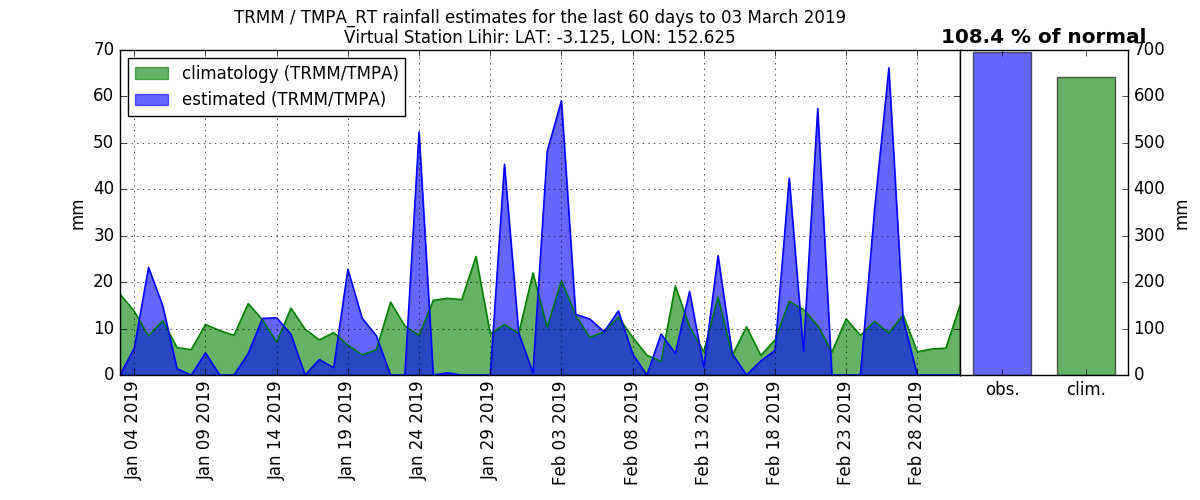 TRMM / TMPA_RT rainfall estimates for the last 60 days to 03 March 2019
Virtual Station Lihir: LAT: -3.125, LON: 152.625
108.4 % of normal
climatology (TRMM/TMPA)
estimated (TRMM/TMPA)
mm
70
60
50
40
30
20
10
0
Jan 04 2019
Jan 09 2019
Jan 14 2019
Jan 19 2019
Jan 24 2019
Jan 29 2019
Feb 03 2019
Feb 08 2019
Feb 13 2019
Feb 18 2019
Feb 23 2019
Feb 28 2019
obs.
clim.
700
600
500
400
300
200
100
0
mm